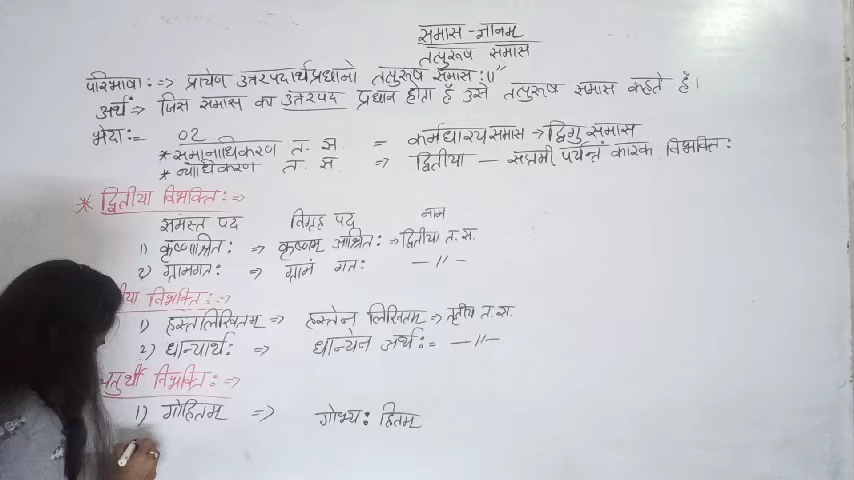 समास -ज्ञानम्
तत्पुरूष समास
परिभाषा :=> प्रायेण उत्तरपदार्थप्रधानो तत्पुरूष समास :॥"
अर्थ :=> जिस समास का उत्तरपद प्रधान होता है उसे तत्पुरूष समास कहते है।
भेदा:= 02
* समानाधिकरण त. स. = कर्मधारय समास → द्विगु समास
* व्याधिकरण त. स. => द्वितीया — सप्तमी पर्यन्तं कारक विभक्ति:
* द्वितीया विभक्ति:=>
समस्त पद विग्रह पद नाम
1) कृष्णाश्रित: => कृष्णम् आश्रित: => द्वितीया त. स.
2) ग्रामगत: => ग्रामं गत: —〃—
विभक्ति:=>
1) हस्तलिखितम् => हस्तेन लिखितम् => तृतीय त. स.
2) धान्यार्थ: => धान्येन अर्थ: = —〃—
चतुर्थी विभक्ति:=>
1) गोहितम् => गोभ्य: हितम्